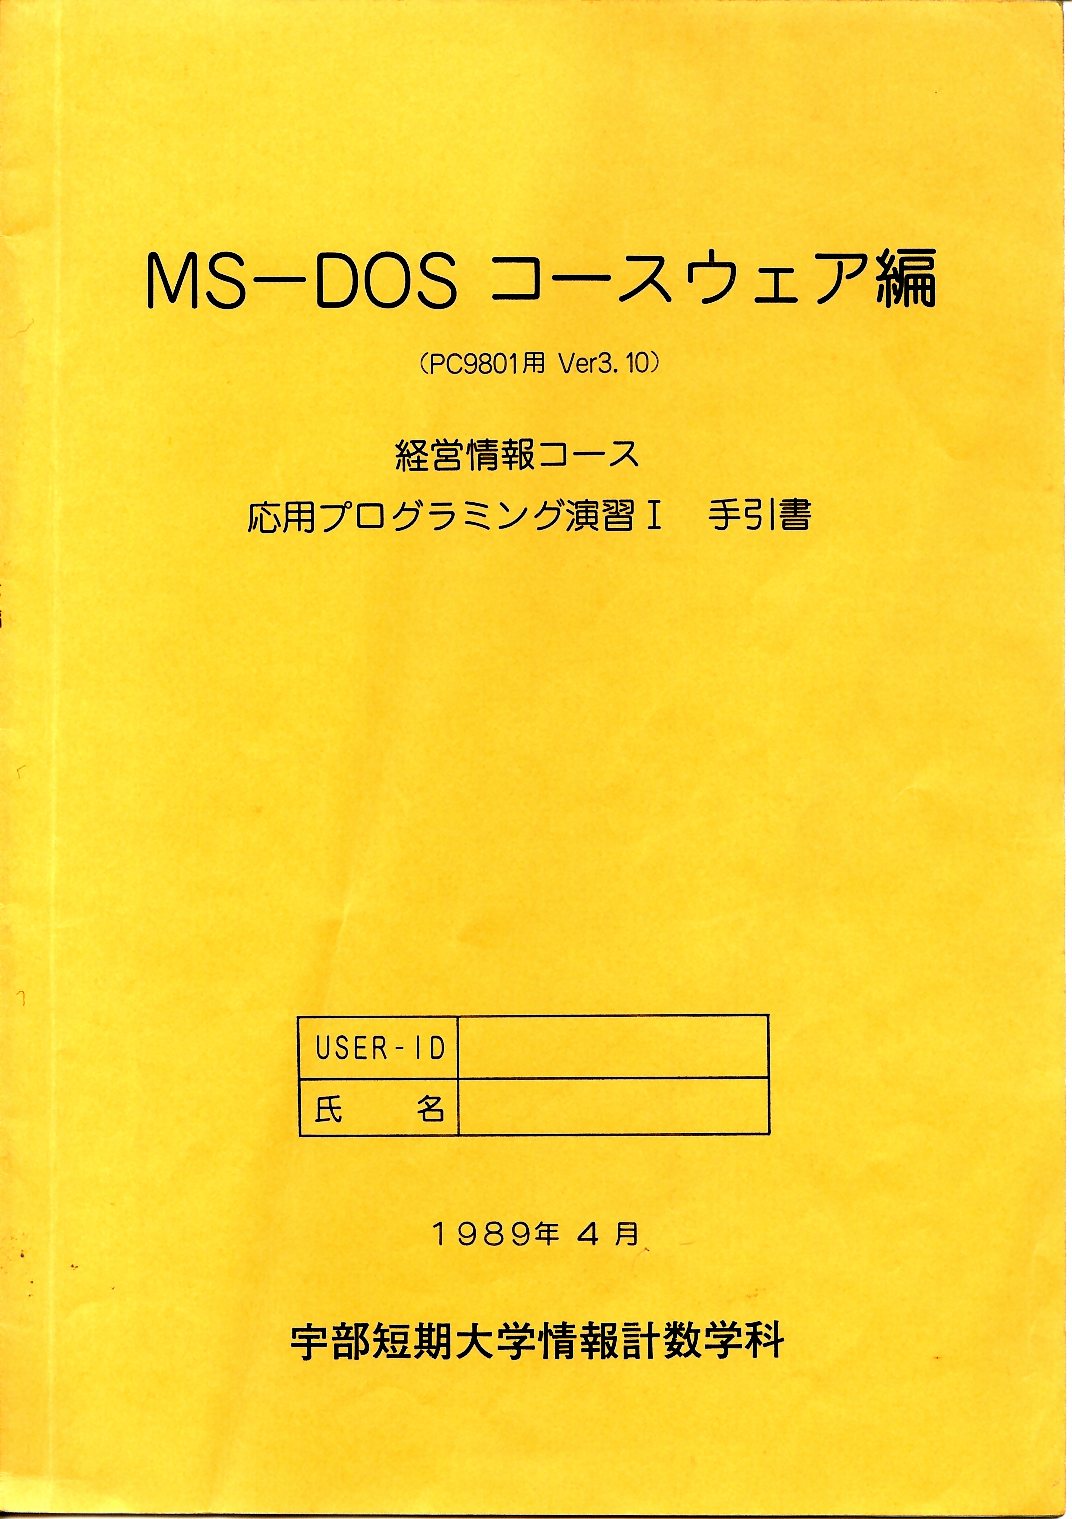 MS－DOS コースウェア編
（PC9801用 Ver3.10）
経営情報コース
応用プログラミング演習Ⅰ　手引書
USER-ID
氏　名
1989年 4 月
宇部短期大学情報計数学科